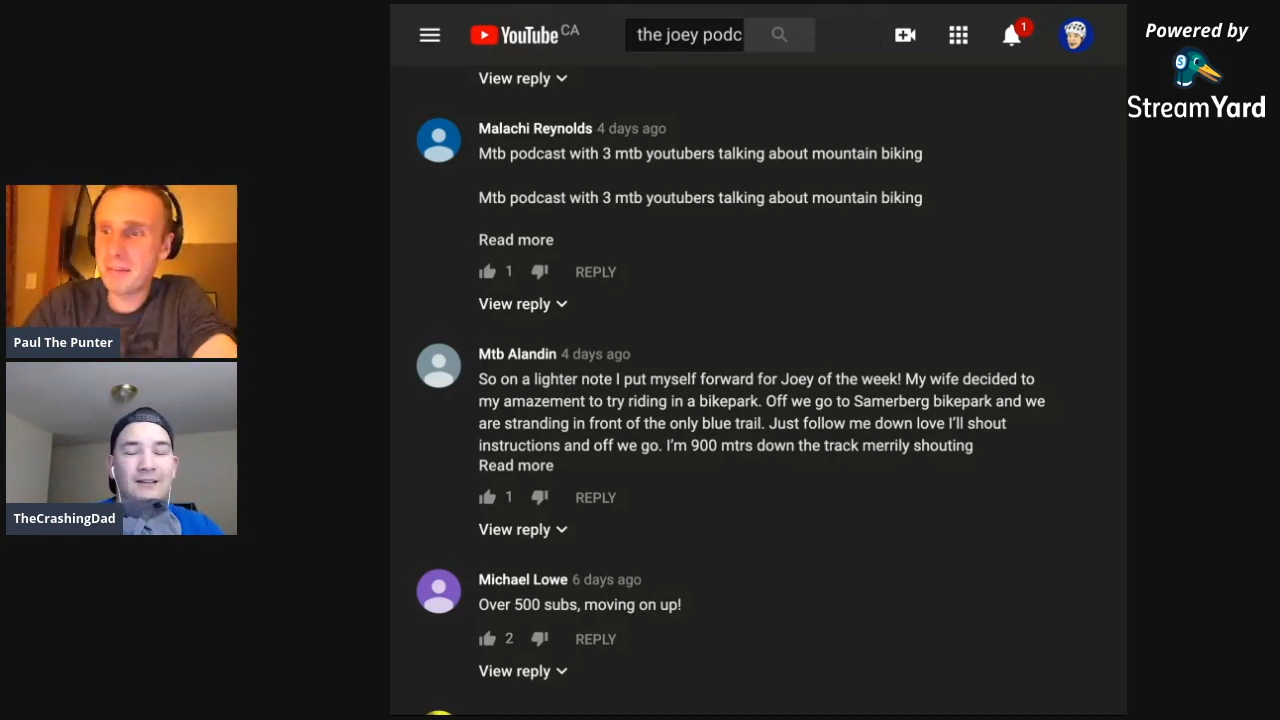 YouTube CA
the joey podc
1
Powered by
StreamYard
View reply
Malachi Reynolds 4 days ago
Mtb podcast with 3 mtb youtubers talking about mountain biking
Mtb podcast with 3 mtb youtubers talking about mountain biking
Read more
1 REPLY
View reply
Mtb Alandin 4 days ago
So on a lighter note I put myself forward for Joey of the week! My wife decided to
my amazement to try riding in a bikepark. Off we go to Samerberg bikepark and we
are stranding in front of the only blue trail. Just follow me down love I'll shout
instructions and off we go. I'm 900 mtrs down the track merrily shouting
Read more
1 REPLY
View reply
Michael Lowe 6 days ago
Over 500 subs, moving on up!
2 REPLY
View reply
Paul The Punter
TheCrashingDad